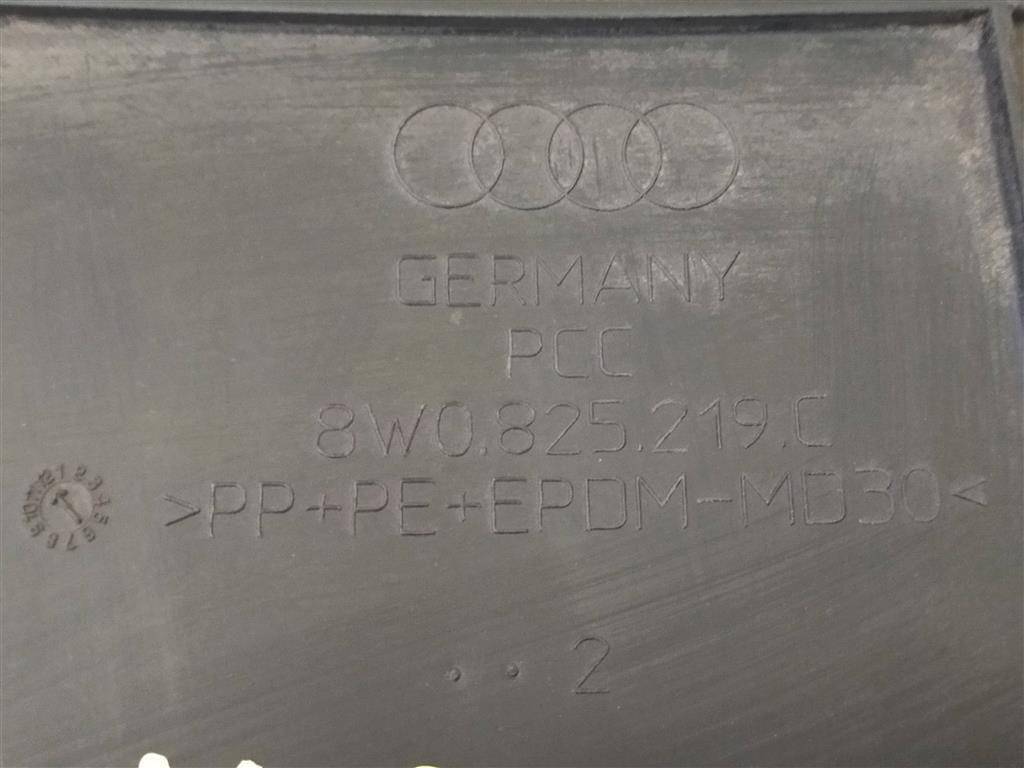 GERMANY
PCC
8W0.825.219.C
>PP+PE+EPDM-MD30<
. . 2